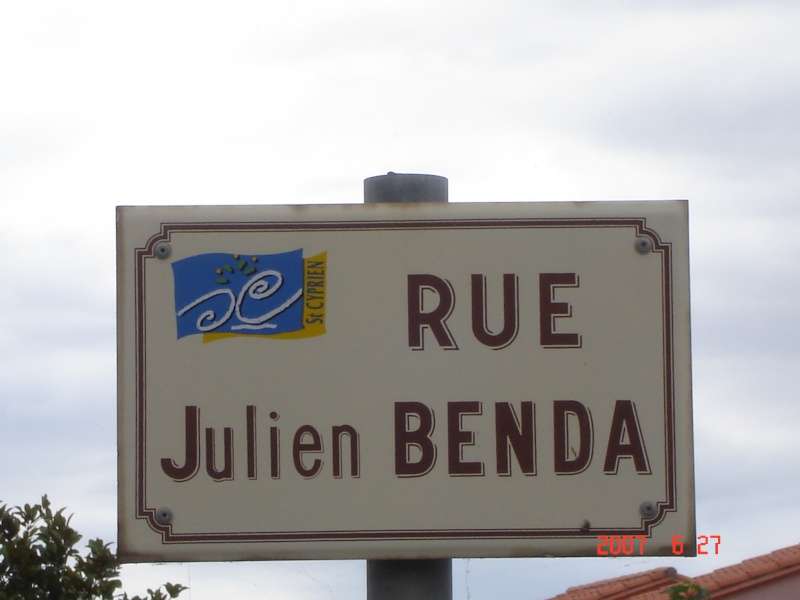 St CYPRIEN
RUE
Julien BENDA
2007 6 27